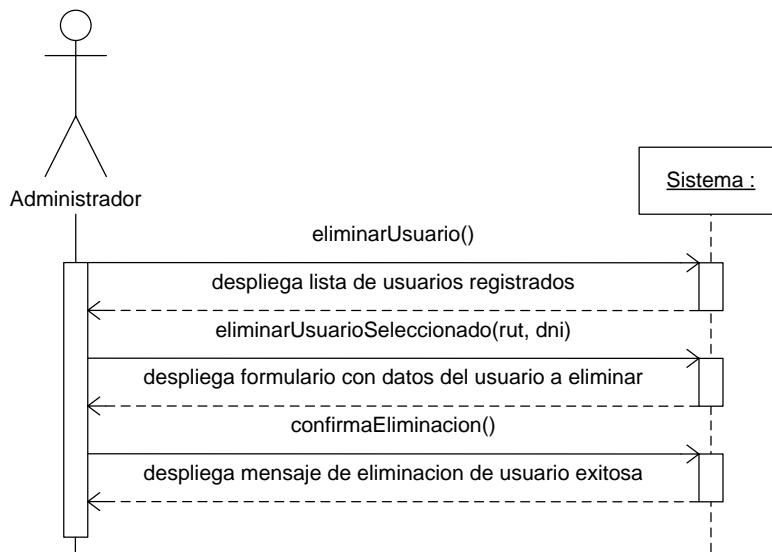 Administrador
Sistema :
eliminarUsuario()
despliega lista de usuarios registrados
eliminarUsuarioSeleccionado(rut, dni)
despliega formulario con datos del usuario a eliminar
confirmaEliminacion()
despliega mensaje de eliminacion de usuario exitosa